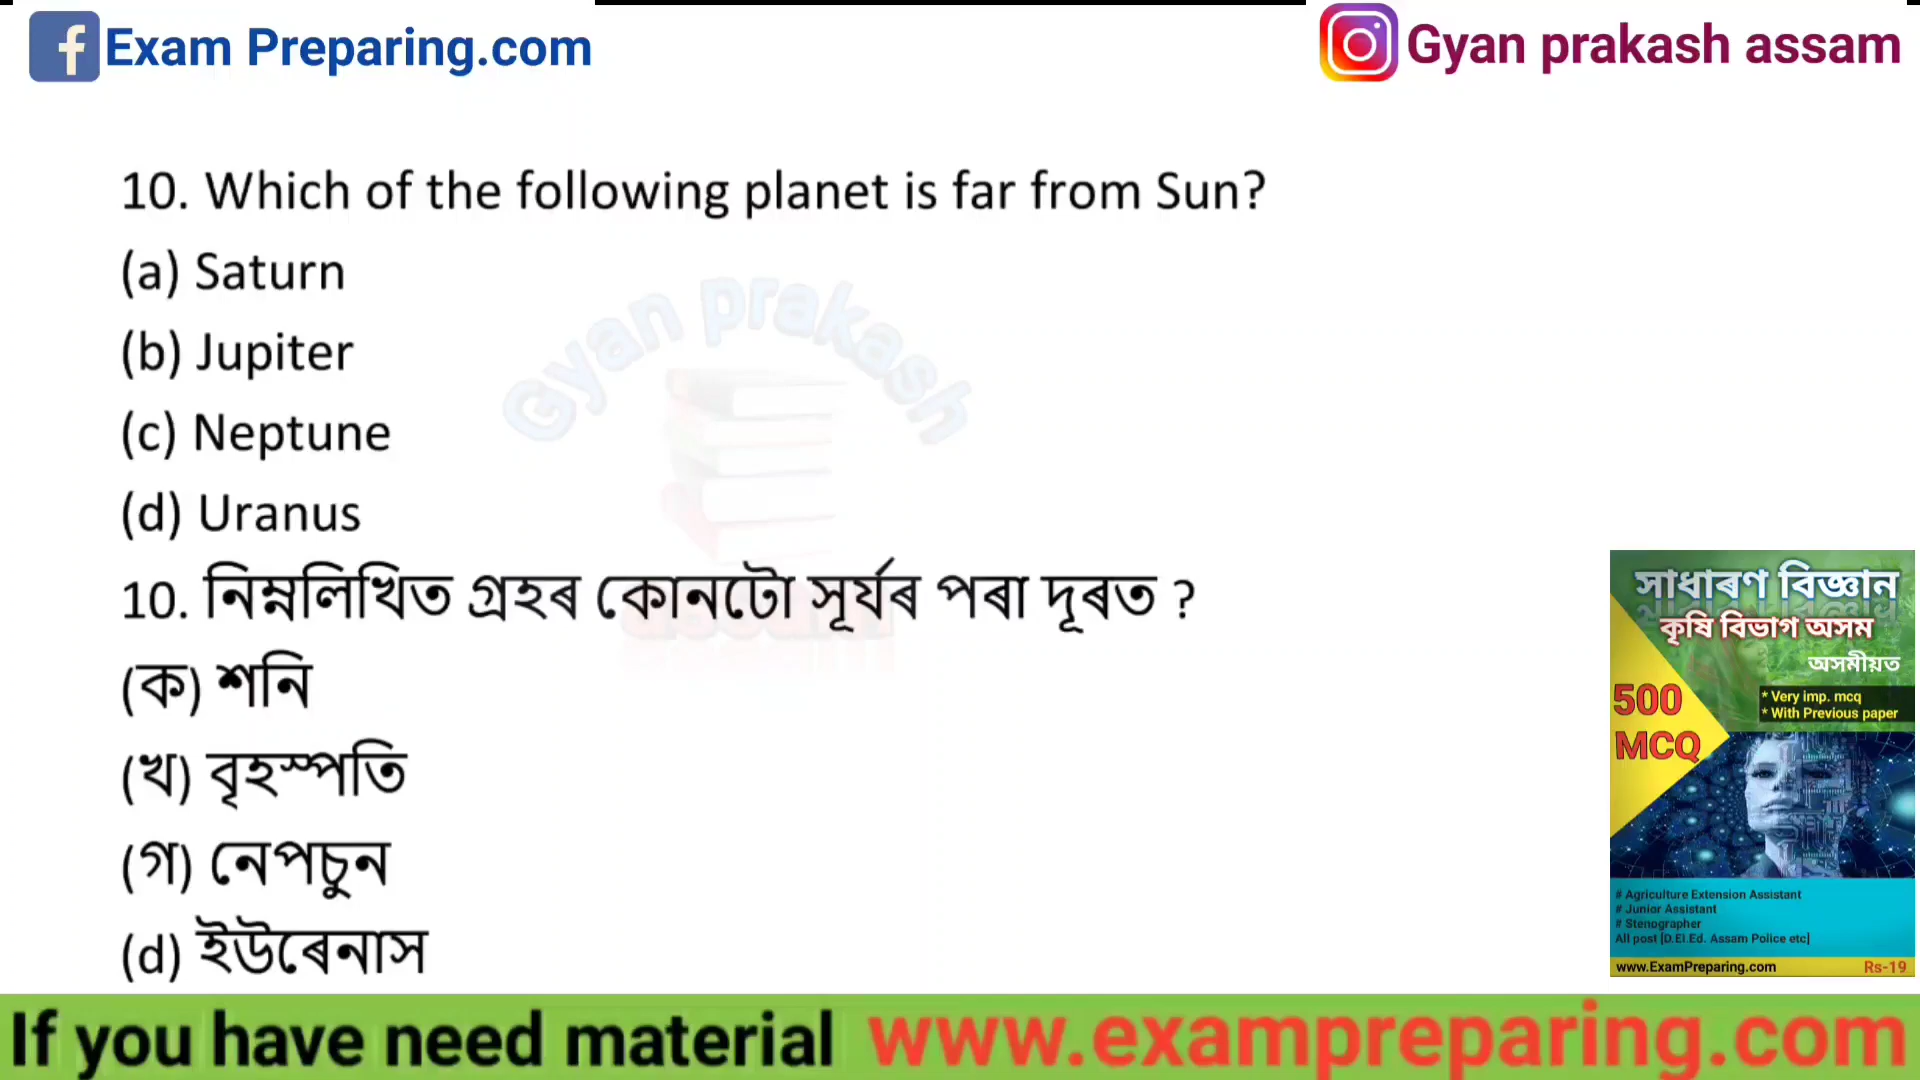 Exam Preparing.com
Gyan prakash assam
10. Which of the following planet is far from Sun?
(a) Saturn
(b) Jupiter
(c) Neptune
(d) Uranus
Gyan prakash
assam
10. নিম্নলিখিত গ্ৰহৰ কোনটো সূৰ্যৰ পৰা দূৰত ?
(ক) শনি
(খ) বৃহস্পতি
(গ) নেপচুন
(d) ইউৰেনাস
সাধাৰণ বিজ্ঞান
কৃষি বিভাগ অসম
অসমীয়ত
500
MCQ
* Very imp. mcq
* With Previous paper
# Agriculture Extension Assistant
# Junior Assistant
# Stenographer
All post [D.El.Ed. Assam Police etc]
www.ExamPreparing.com Rs-19
If you have need material www.exampreparing.com